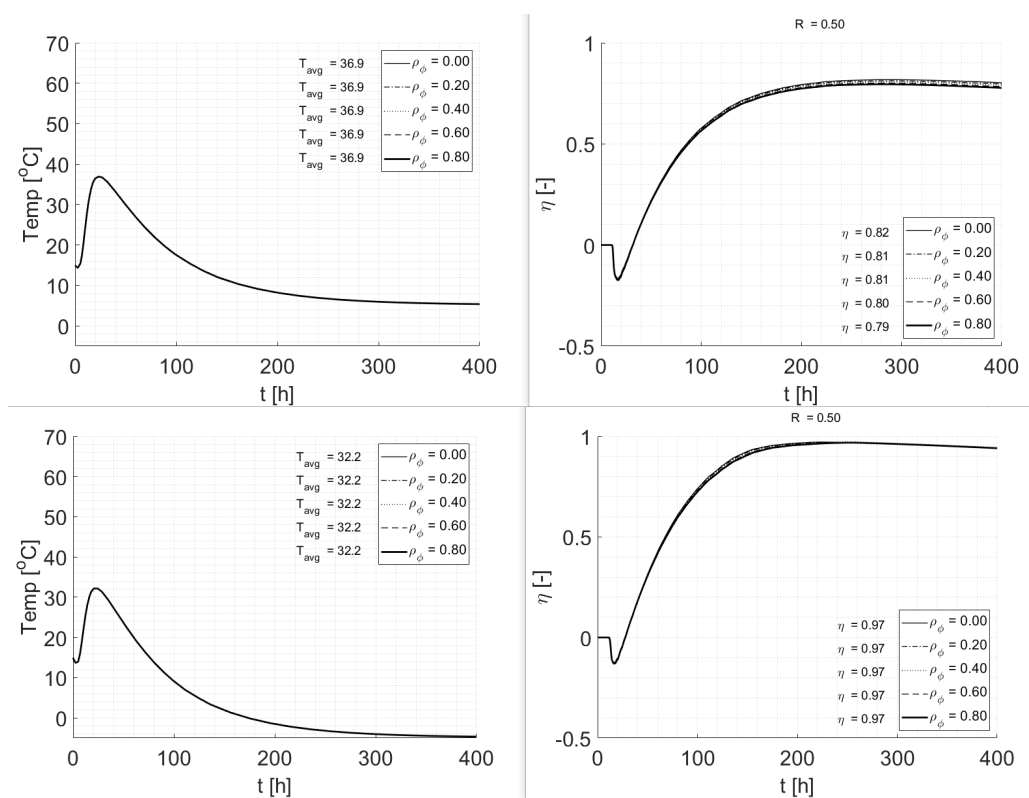 R = 0.50
70
60
50
40
30
20
10
0
Temp [°C]
T_avg = 36.9
T_avg = 36.9
T_avg = 36.9
T_avg = 36.9
T_avg = 36.9
ρ_ϕ = 0.00
ρ_ϕ = 0.20
ρ_ϕ = 0.40
ρ_ϕ = 0.60
ρ_ϕ = 0.80
0 100 200 300 400
t [h]
1
0.5
0
-0.5
η [-]
η = 0.82
η = 0.81
η = 0.81
η = 0.80
η = 0.79
ρ_ϕ = 0.00
ρ_ϕ = 0.20
ρ_ϕ = 0.40
ρ_ϕ = 0.60
ρ_ϕ = 0.80
0 100 200 300 400
t [h]
R = 0.50
70
60
50
40
30
20
10
0
Temp [°C]
T_avg = 32.2
T_avg = 32.2
T_avg = 32.2
T_avg = 32.2
T_avg = 32.2
ρ_ϕ = 0.00
ρ_ϕ = 0.20
ρ_ϕ = 0.40
ρ_ϕ = 0.60
ρ_ϕ = 0.80
0 100 200 300 400
t [h]
1
0.5
0
-0.5
η [-]
η = 0.97
η = 0.97
η = 0.97
η = 0.97
η = 0.97
ρ_ϕ = 0.00
ρ_ϕ = 0.20
ρ_ϕ = 0.40
ρ_ϕ = 0.60
ρ_ϕ = 0.80
0 100 200 300 400
t [h]